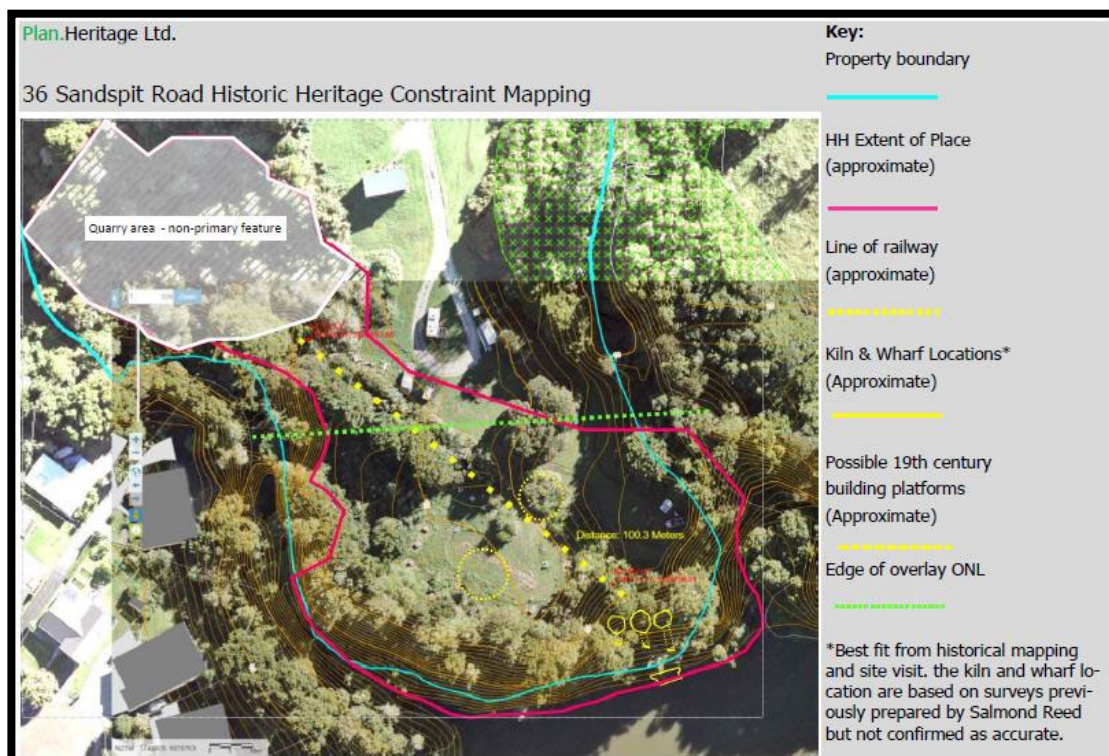 Plan.Heritage Ltd.
36 Sandspit Road Historic Heritage Constraint Mapping
Quarry area - non-primary feature
Distance: 100.3 Meters
Key:
Property boundary
HH Extent of Place
(approximate)
Line of railway
(approximate)
Kiln & Wharf Locations*
(Approximate)
Possible 19th century
building platforms
(Approximate)
Edge of overlay ONL
*Best fit from historical mapping
and site visit. the kiln and wharf lo-
cation are based on surveys previ-
ously prepared by Salmond Reed
but not confirmed as accurate.